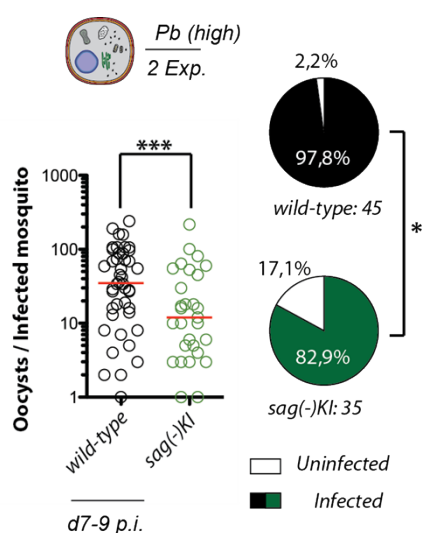 Pb (high)
2 Exp.
2,2%
97,8%
wild-type: 45
*
17,1%
82,9%
sag(-)KI: 35
Uninfected
Infected
***
Oocysts / Infected mosquito
1000
100
10
1
wild-type
sag(-)KI
d7-9 p.i.